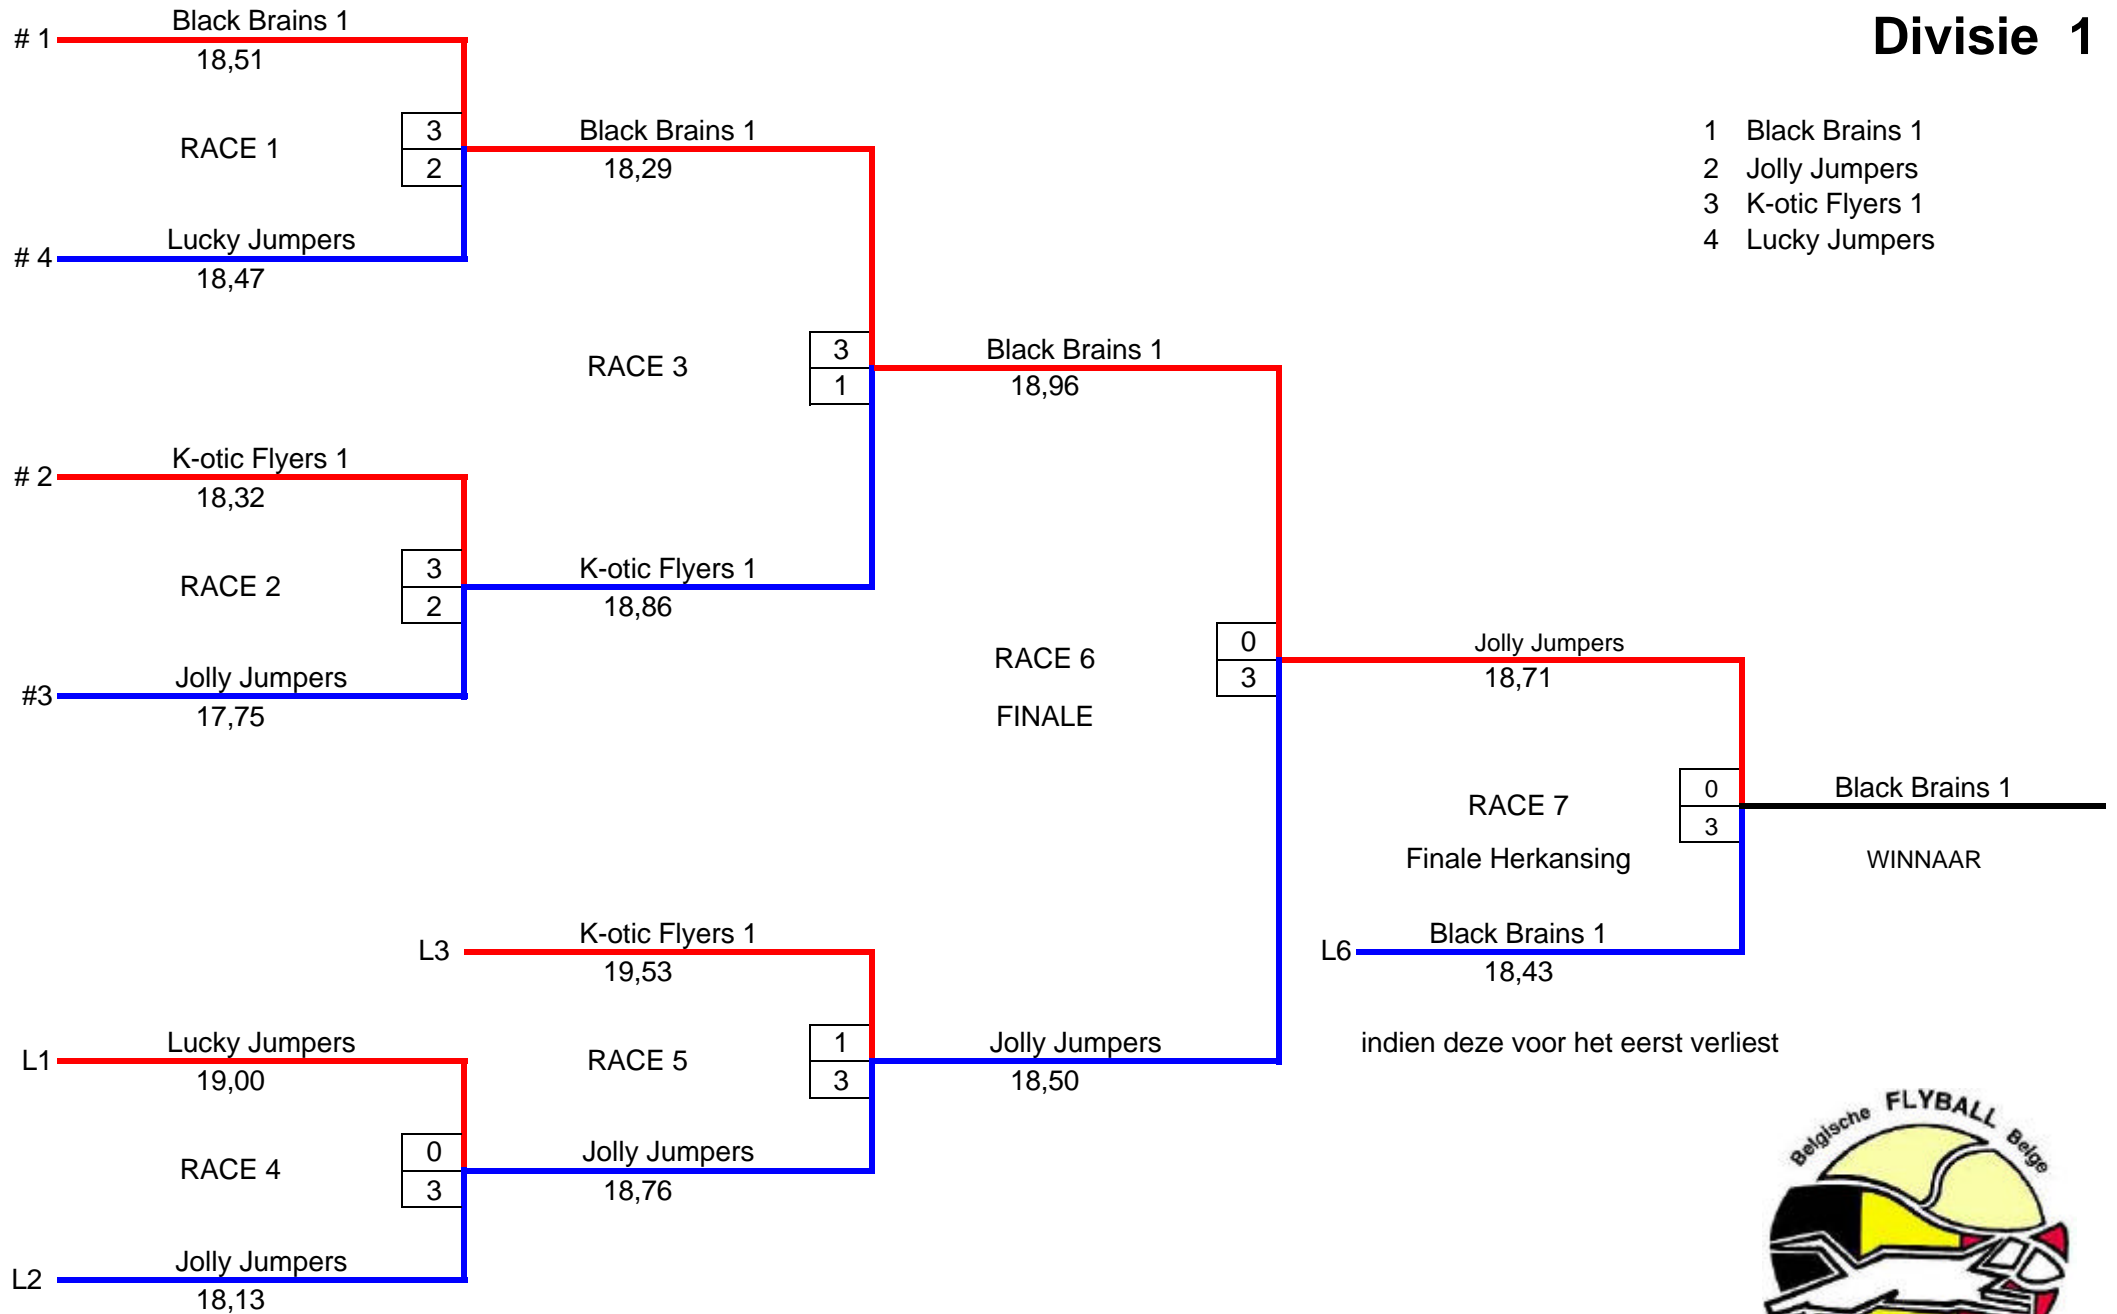 Divisie 1
Black Brains 1
# 1
18,51
RACE 1
3
2
Lucky Jumpers
# 4
18,47
Black Brains 1
18,29
1 Black Brains 1
2 Jolly Jumpers
3 K-otic Flyers 1
4 Lucky Jumpers
RACE 3
3
1
Black Brains 1
18,96
K-otic Flyers 1
# 2
18,32
RACE 2
3
2
K-otic Flyers 1
18,86
Jolly Jumpers
#3
17,75
RACE 6
FINALE
0
3
Jolly Jumpers
18,71
RACE 7
Finale Herkansing
0
3
Black Brains 1
WINNAAR
L6
Black Brains 1
18,43
indien deze voor het eerst verliest
L3
K-otic Flyers 1
19,53
RACE 5
1
3
Jolly Jumpers
18,50
L1
Lucky Jumpers
19,00
RACE 4
0
3
Jolly Jumpers
18,76
L2
Jolly Jumpers
18,13
Belgische FLYBALL Belge